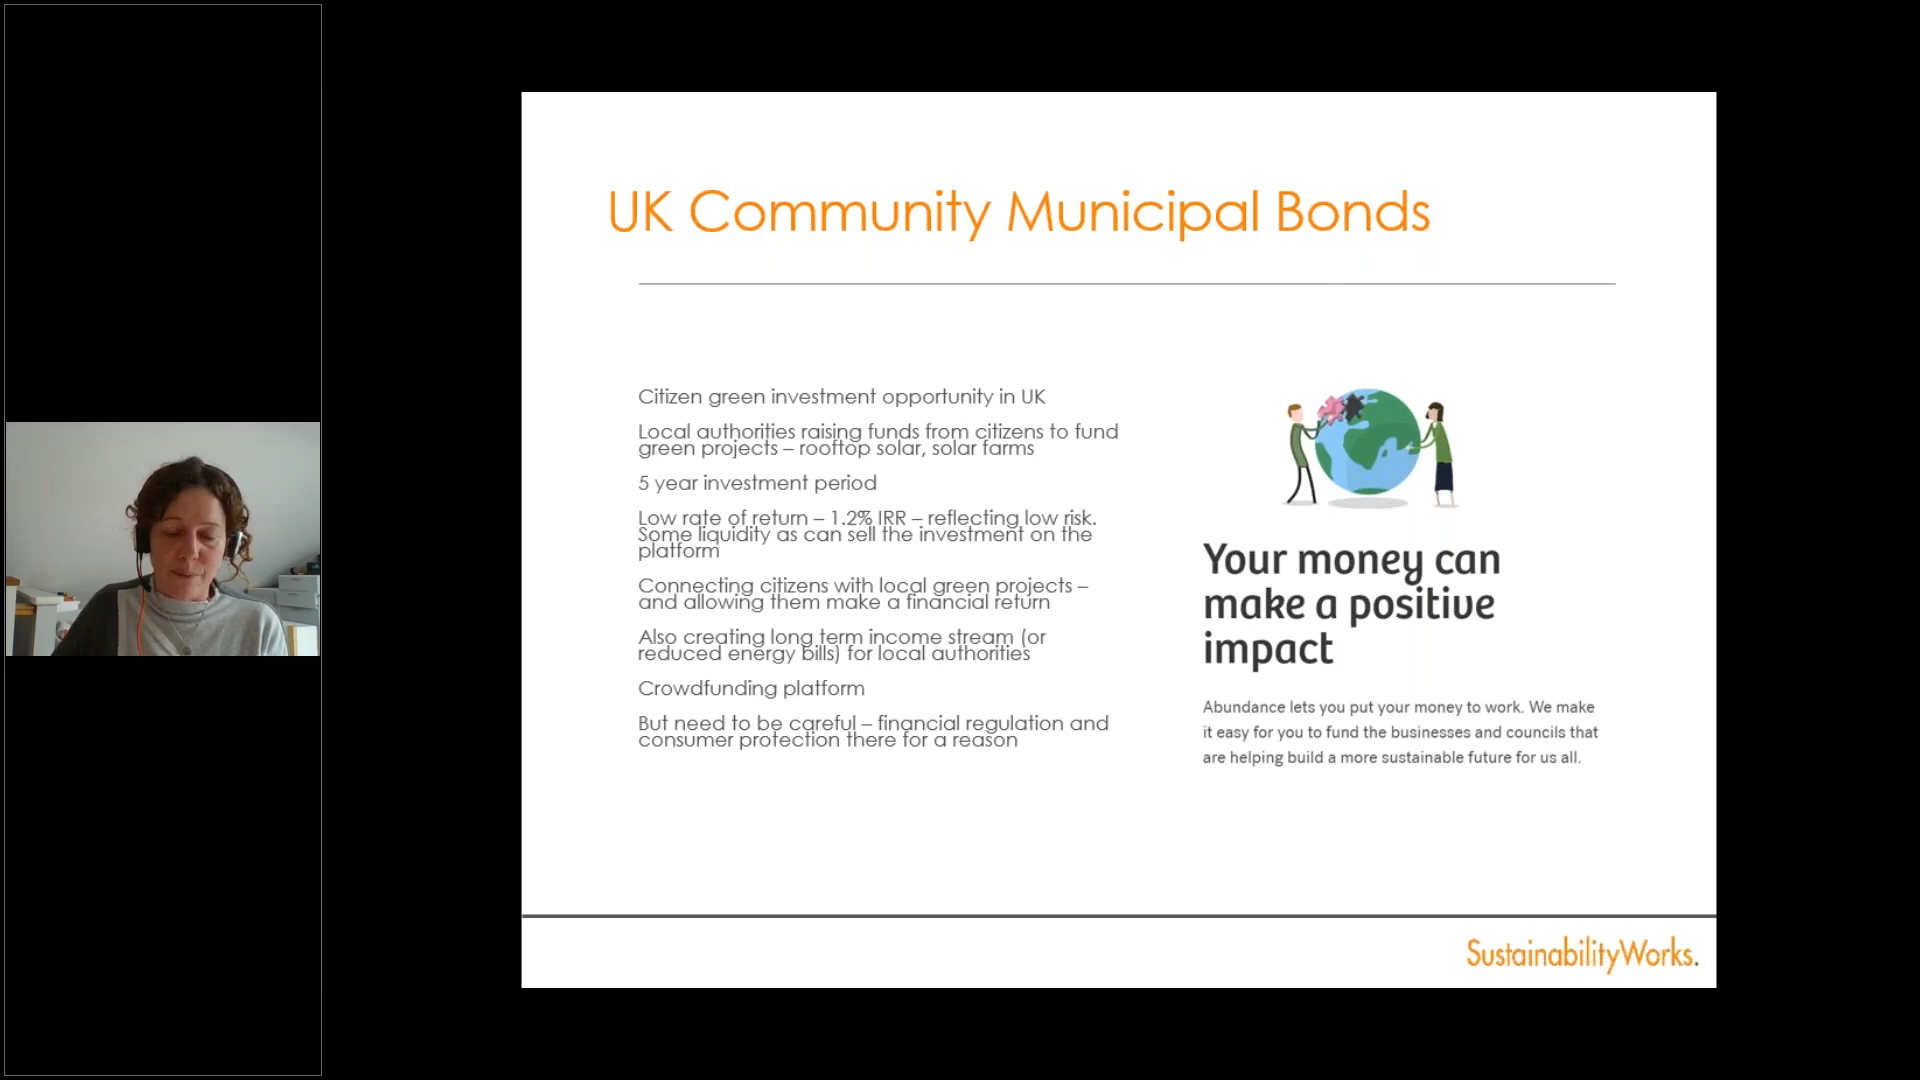 UK Community Municipal Bonds
Citizen green investment opportunity in UK
Local authorities raising funds from citizens to fund
green projects – rooftop solar, solar farms
5 year investment period
Low rate of return – 1.2% IRR – reflecting low risk.
Some liquidity as can sell the investment on the
platform
Connecting citizens with local green projects –
and allowing them make a financial return
Also creating long term income stream (or
reduced energy bills) for local authorities
Crowdfunding platform
But need to be careful – financial regulation and
consumer protection there for a reason
Your money can
make a positive
impact
Abundance lets you put your money to work. We make
it easy for you to fund the businesses and councils that
are helping build a more sustainable future for us all.
SustainabilityWorks.